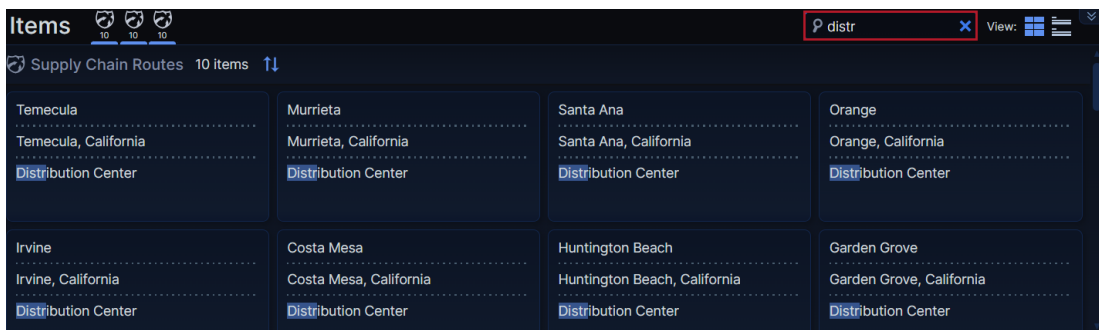 Items 10 10 10 distr View:
Supply Chain Routes 10 items
Temecula Murrieta Santa Ana Orange
Temecula, California Murrieta, California Santa Ana, California Orange, California
Distribution Center Distribution Center Distribution Center Distribution Center
Irvine Costa Mesa Huntington Beach Garden Grove
Irvine, California Costa Mesa, California Huntington Beach, California Garden Grove, California
Distribution Center Distribution Center Distribution Center Distribution Center